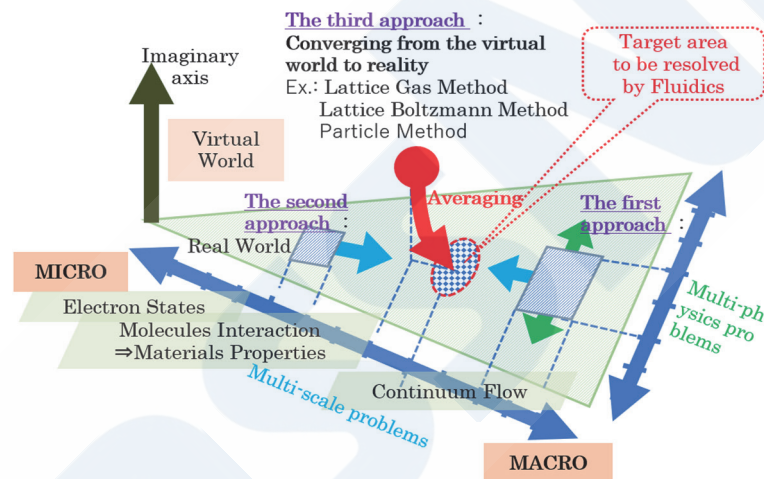 The third approach :
Converging from the virtual
world to reality
Ex.: Lattice Gas Method
Lattice Boltzmann Method
Particle Method
Target area
to be resolved
by Fluidics
Imaginary
axis
Virtual
World
Averaging
The second
approach :
The first
approach :
Real World
MICRO
Electron States
Molecules Interaction
⇒Materials Properties
Multi-scale problems
Continuum Flow
Multi-ph
ysics pro
blems
MACRO